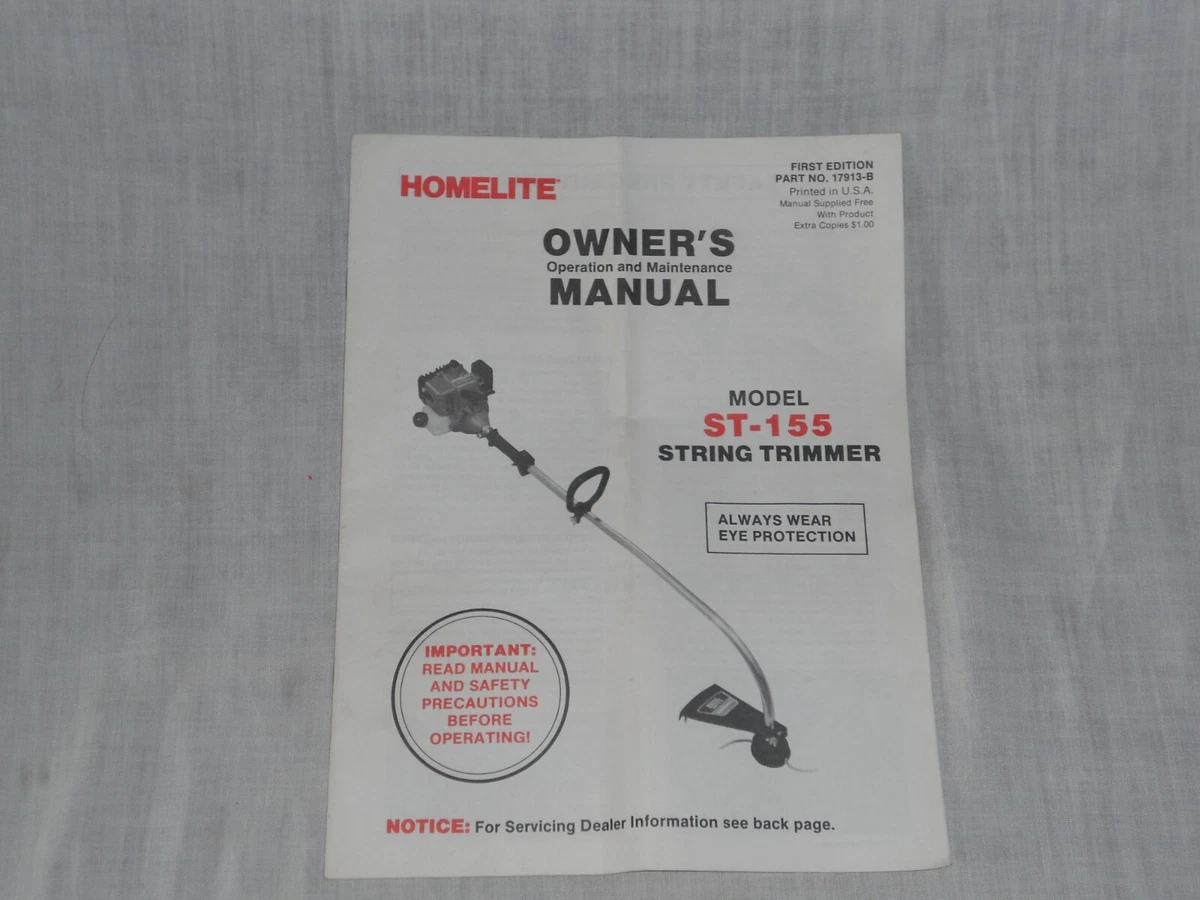 HOMELITE
FIRST EDITION
PART NO. 17913-B
Printed in U.S.A.
Manual Supplied Free
With Product
Extra Copies $1.00
OWNER'S
Operation and Maintenance
MANUAL
MODEL
ST-155
STRING TRIMMER
ALWAYS WEAR
EYE PROTECTION
IMPORTANT:
READ MANUAL
AND SAFETY
PRECAUTIONS
BEFORE
OPERATING!
NOTICE: For Servicing Dealer Information see back page.